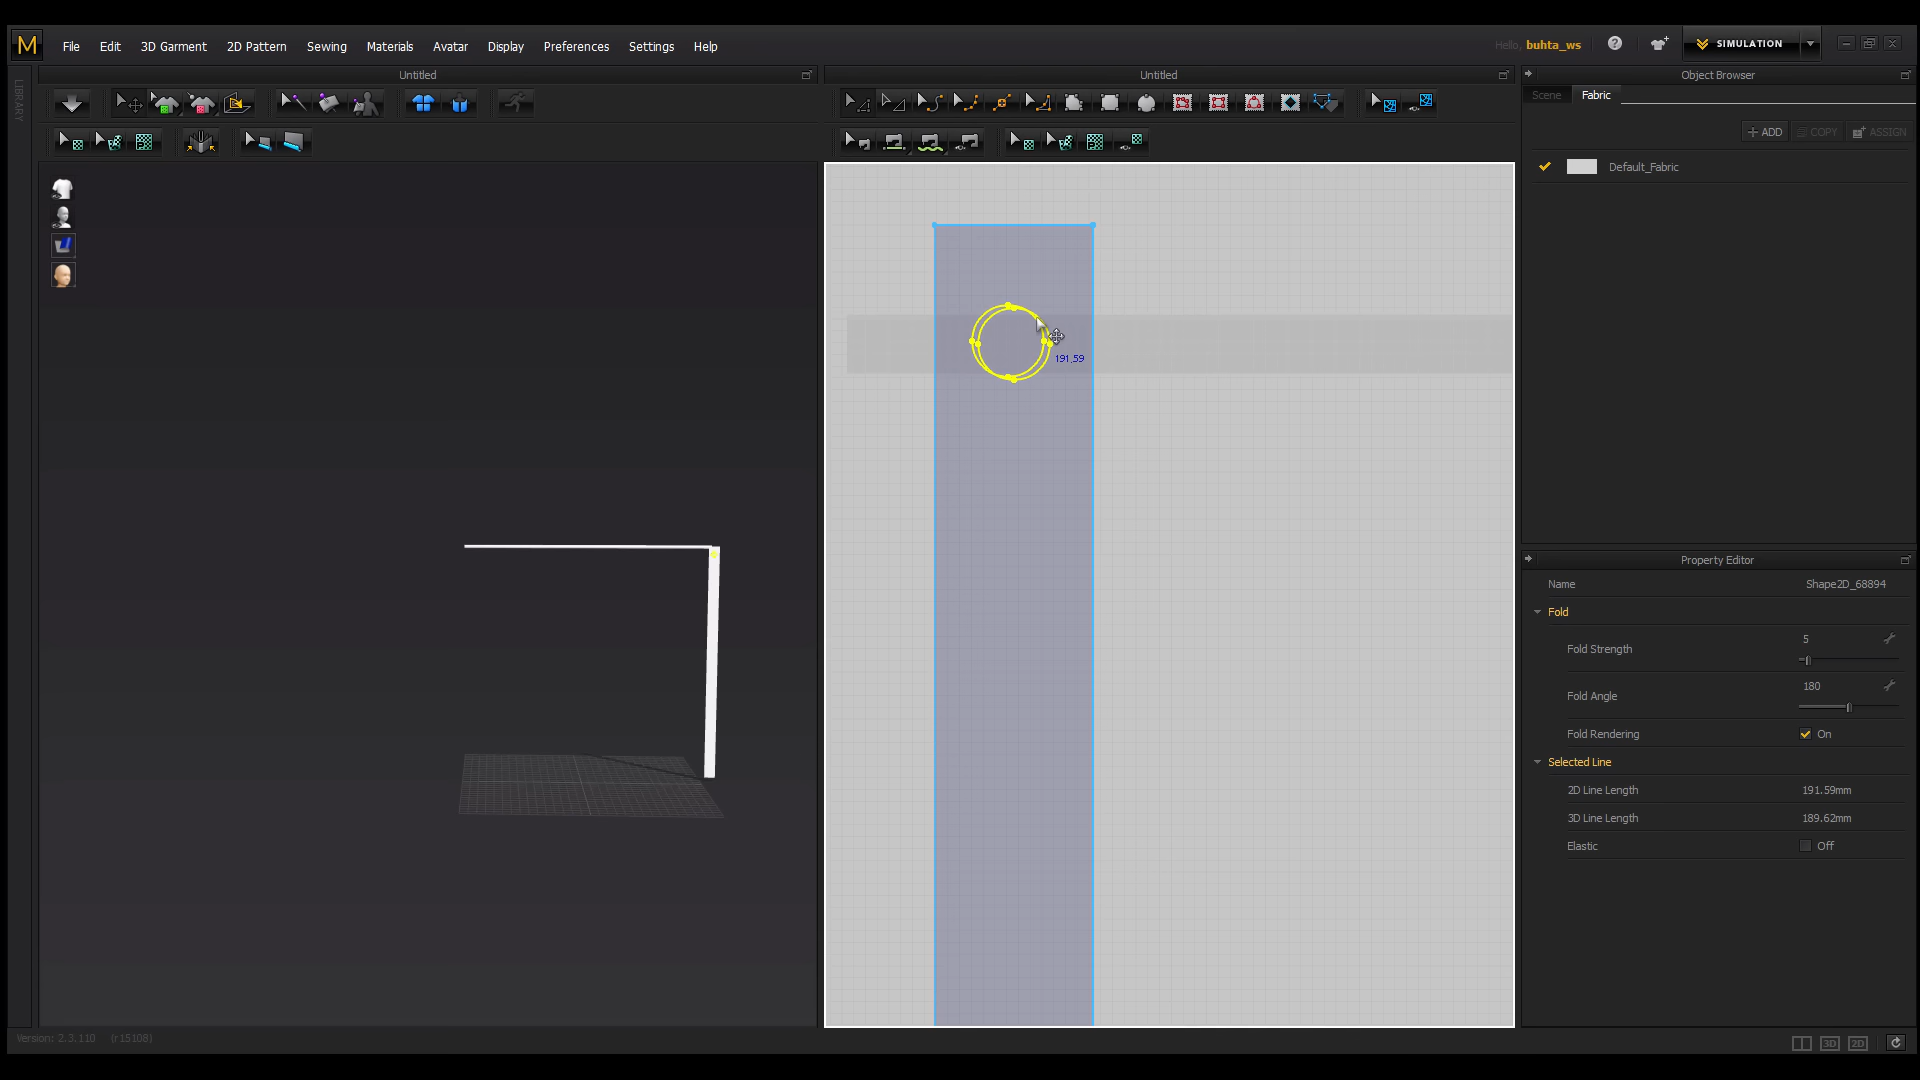 M File Edit 3D Garment 2D Pattern Sewing Materials Avatar Display Preferences Settings Help Hello, buhta_ws SIMULATION
Untitled Untitled Object Browser
LIBRARY
Scene Fabric
ADD COPY ASSIGN
Default_Fabric
191,59
Property Editor
Name Shape2D_68894
Fold
Fold Strength 5
Fold Angle 180
Fold Rendering On
Selected Line
2D Line Length 191.59mm
3D Line Length 189.62mm
Elastic Off
Version: 2.3.110 (r15108)
3D 2D